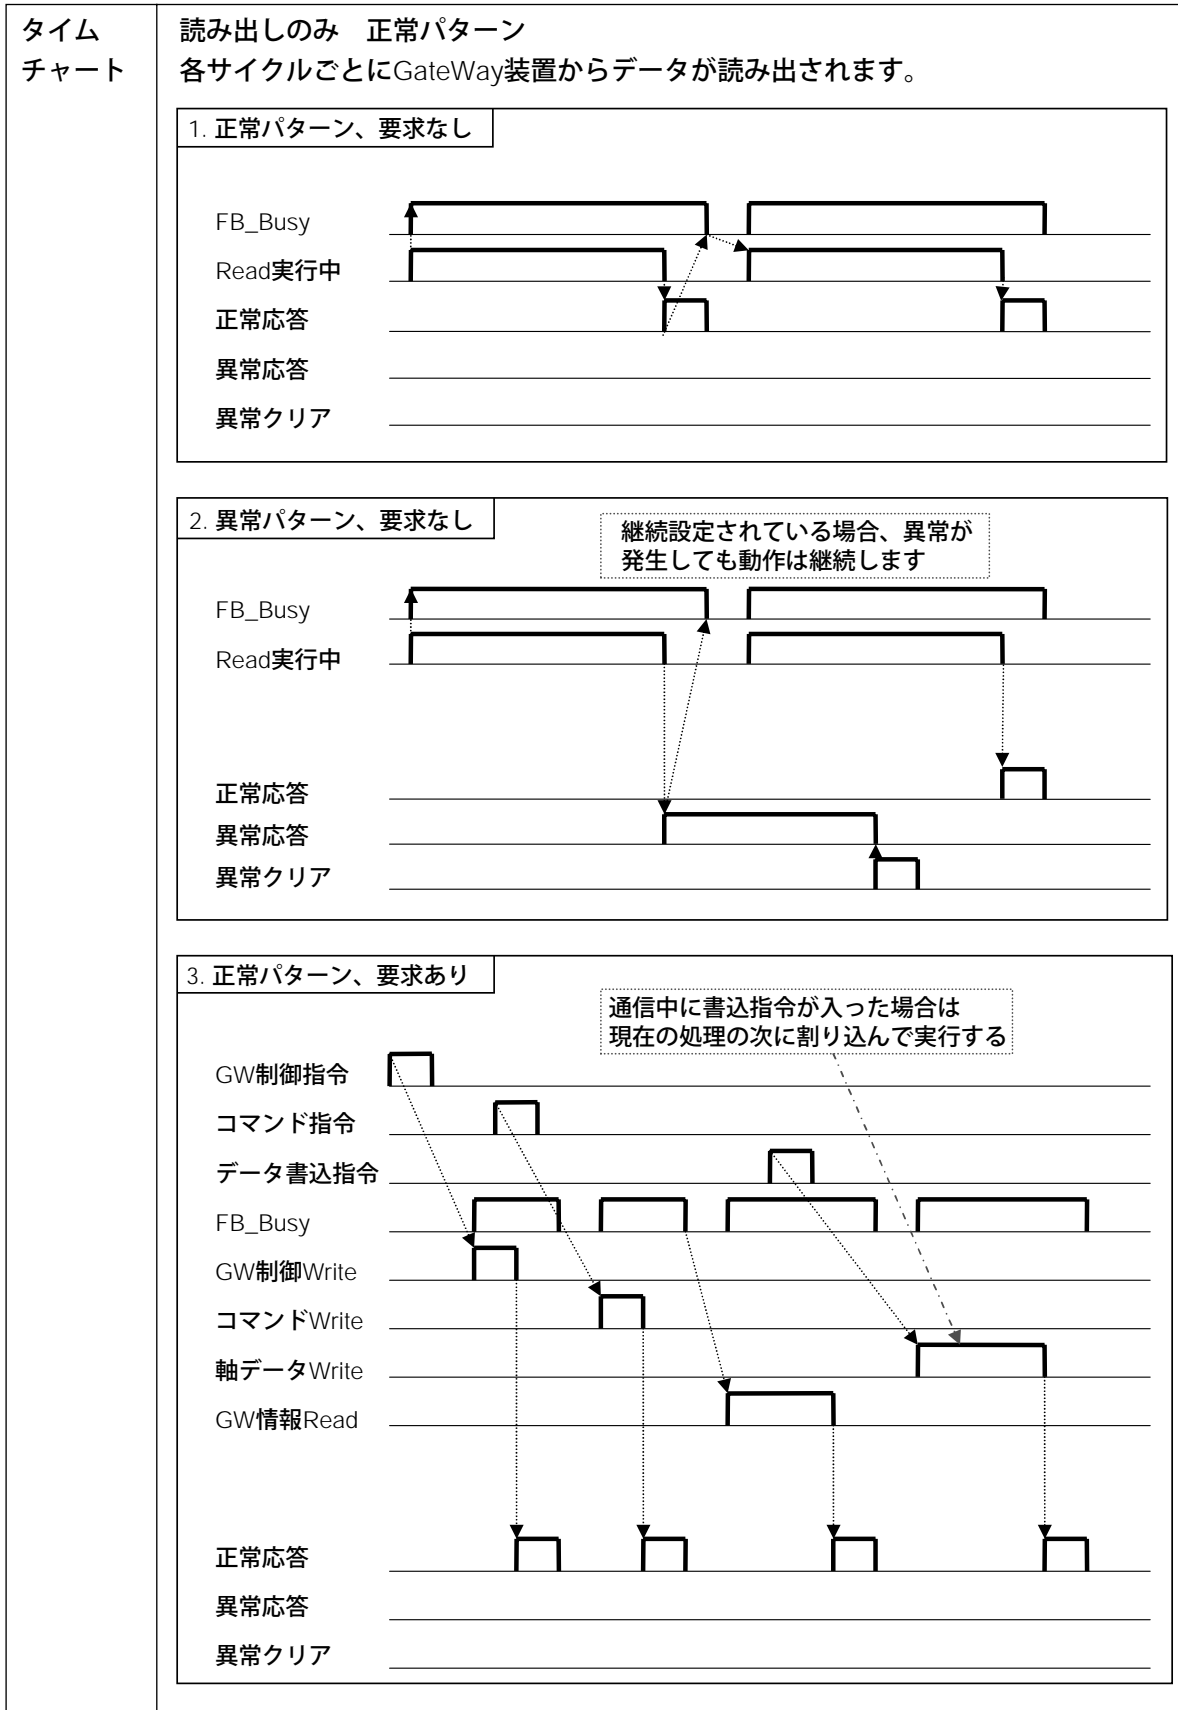 タイム
チャート
読み出しのみ　正常パターン
各サイクルごとにGateWay装置からデータが読み出されます。
1. 正常パターン、要求なし
FB_Busy
Read実行中
正常応答
異常応答
異常クリア
2. 異常パターン、要求なし
継続設定されている場合、異常が
発生しても動作は継続します
FB_Busy
Read実行中
正常応答
異常応答
異常クリア
3. 正常パターン、要求あり
通信中に書込指令が入った場合は
現在の処理の次に割り込んで実行する
GW制御指令
コマンド指令
データ書込指令
FB_Busy
GW制御Write
コマンドWrite
軸データWrite
GW情報Read
正常応答
異常応答
異常クリア